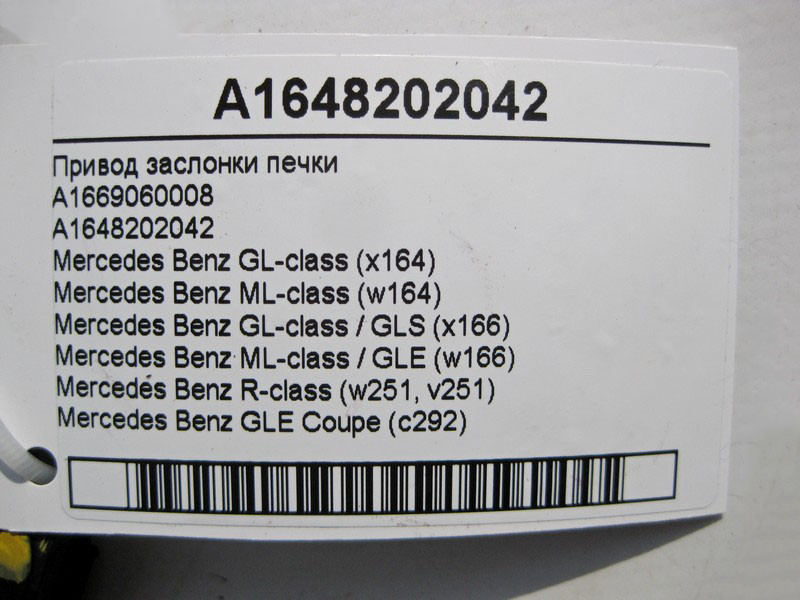 A1648202042
Привод заслонки печки
A1669060008
A1648202042
Mercedes Benz GL-class (x164)
Mercedes Benz ML-class (w164)
Mercedes Benz GL-class / GLS (x166)
Mercedes Benz ML-class / GLE (w166)
Mercedes Benz R-class (w251, v251)
Mercedes Benz GLE Coupe (c292)